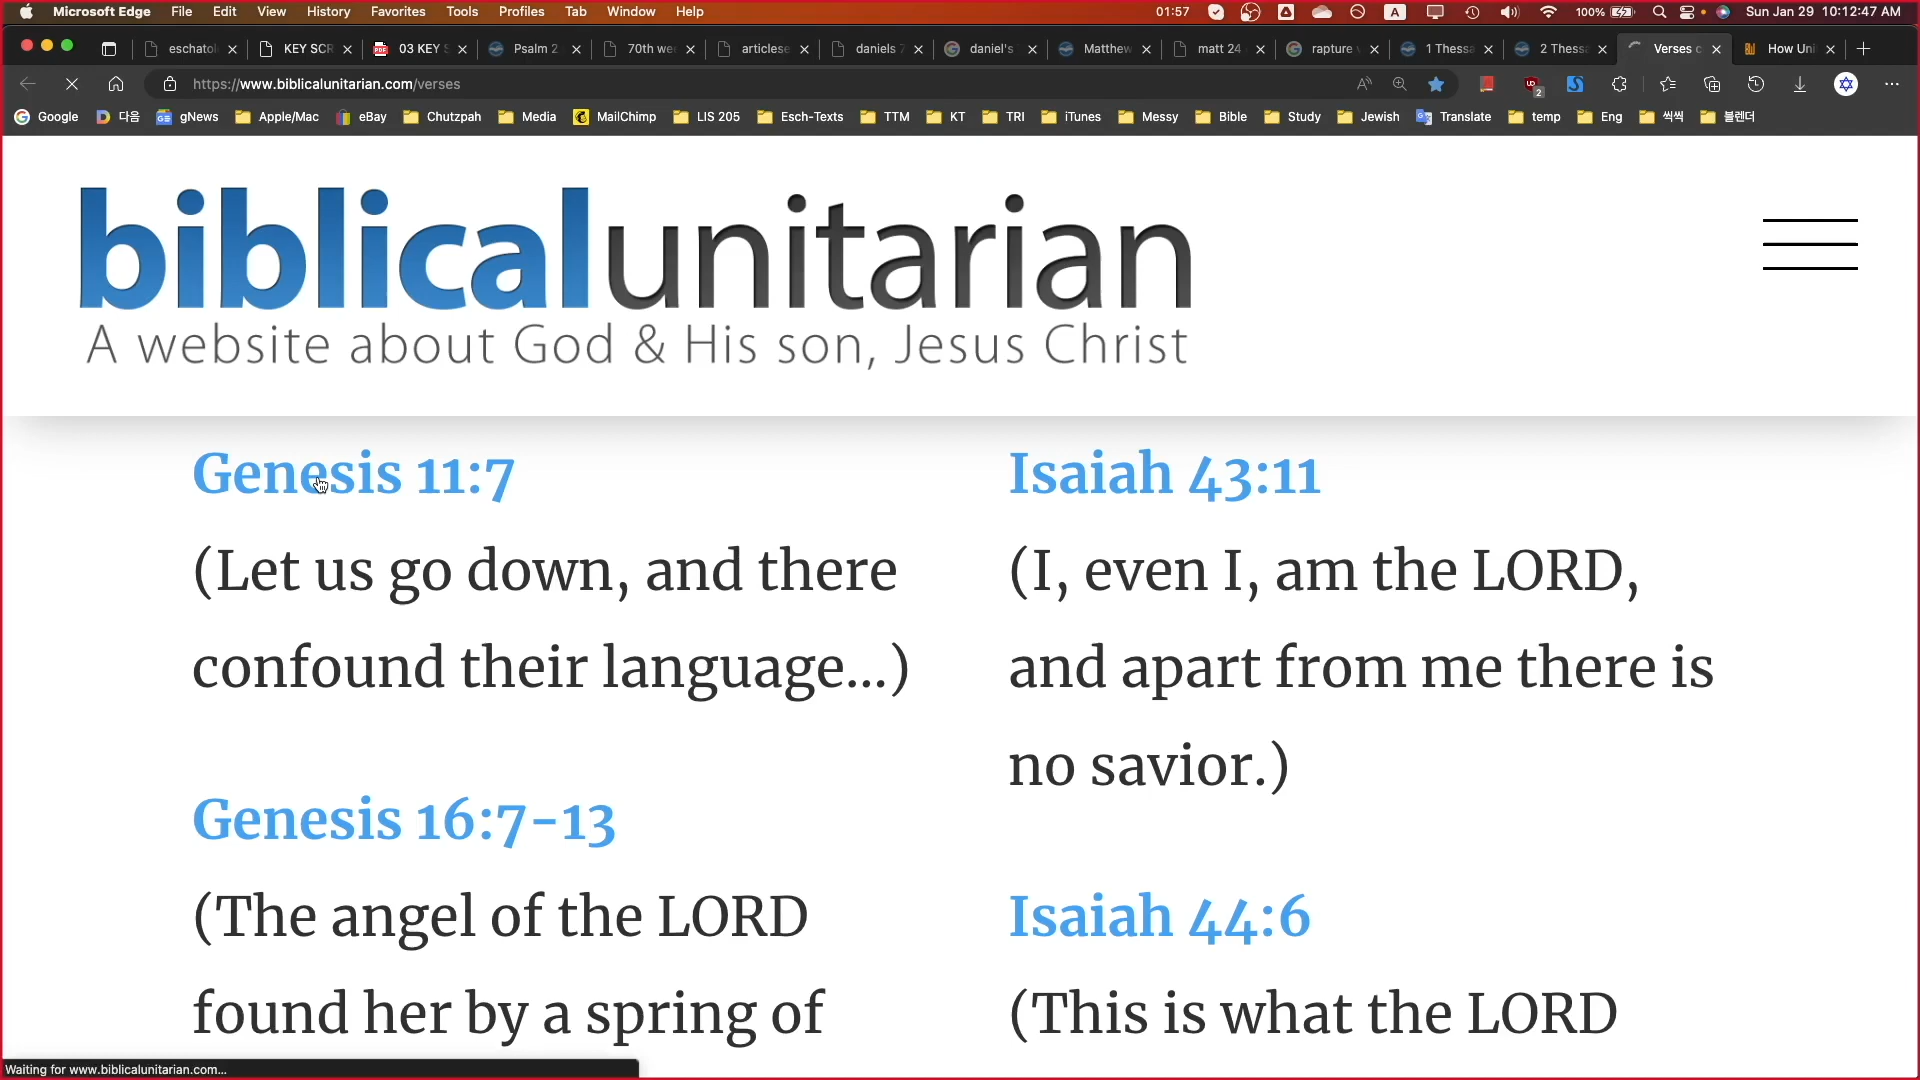 Microsoft Edge File Edit View History Favorites Tools Profiles Tab Window Help 01:57 A 100% Sun Jan 29 10:12:47 AM
eschatol KEY SCR 03 KEY S Psalm 2 70th we articlese daniels 7 daniel's Matthew matt 24 rapture 1 Thessa 2 Thessa Verses c How Uni
https://www.biblicalunitarian.com/verses
Google 다음 gNews Apple/Mac eBay Chutzpah Media MailChimp LIS 205 Esch-Texts TTM KT TRI iTunes Messy Bible Study Jewish Translate temp Eng 씩씩 블렌더
biblicalunitarian
A website about God & His son, Jesus Christ
Genesis 11:7
(Let us go down, and there
confound their language...)
Genesis 16:7-13
(The angel of the LORD
found her by a spring of
Isaiah 43:11
(I, even I, am the LORD,
and apart from me there is
no savior.)
Isaiah 44:6
(This is what the LORD
Waiting for www.biblicalunitarian.com...